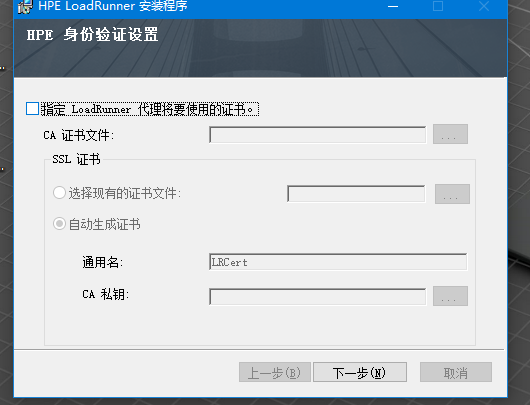 HPE LoadRunner 安装程序
HPE 身份验证设置
指定 LoadRunner 代理将要使用的证书。
CA 证书文件:
...
SSL 证书
选择现有的证书文件:
...
自动生成证书
通用名:
LRCert
CA 私钥:
...
上一步(B)
下一步(N)
取消